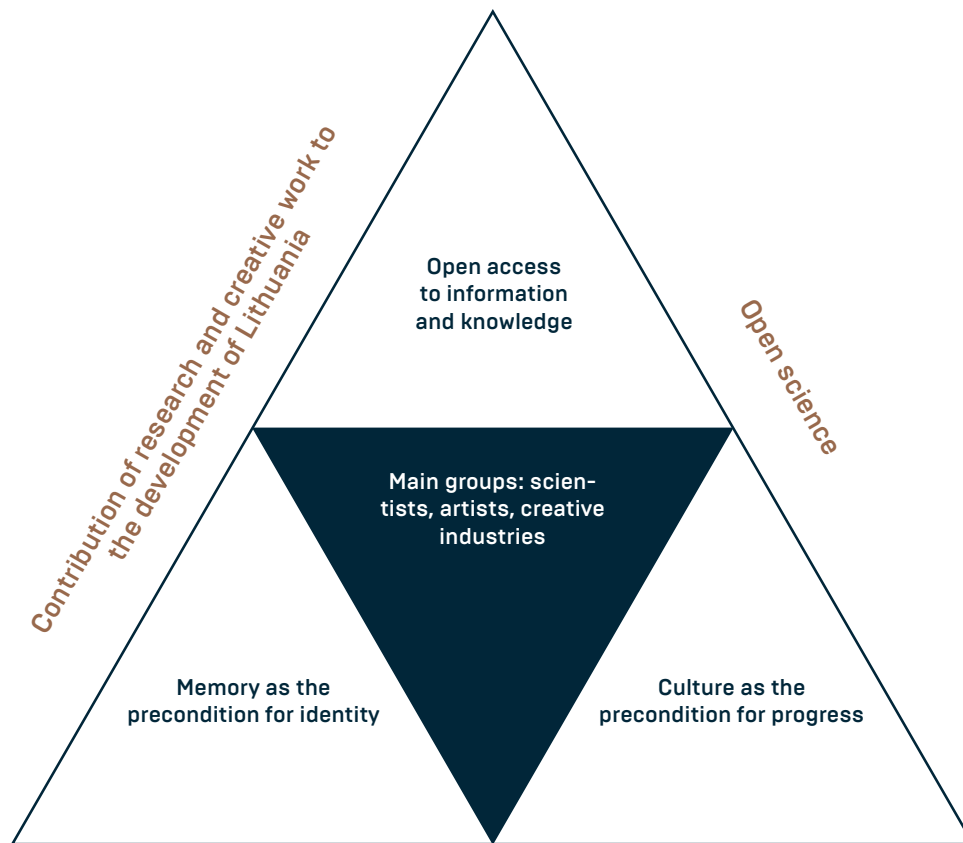 Contribution of research and creative work to
the development of Lithuania
Open access
to information
and knowledge
Open science
Main groups: scien-
tists, artists, creative
industries
Memory as the
precondition for identity
Culture as the
precondition for progress